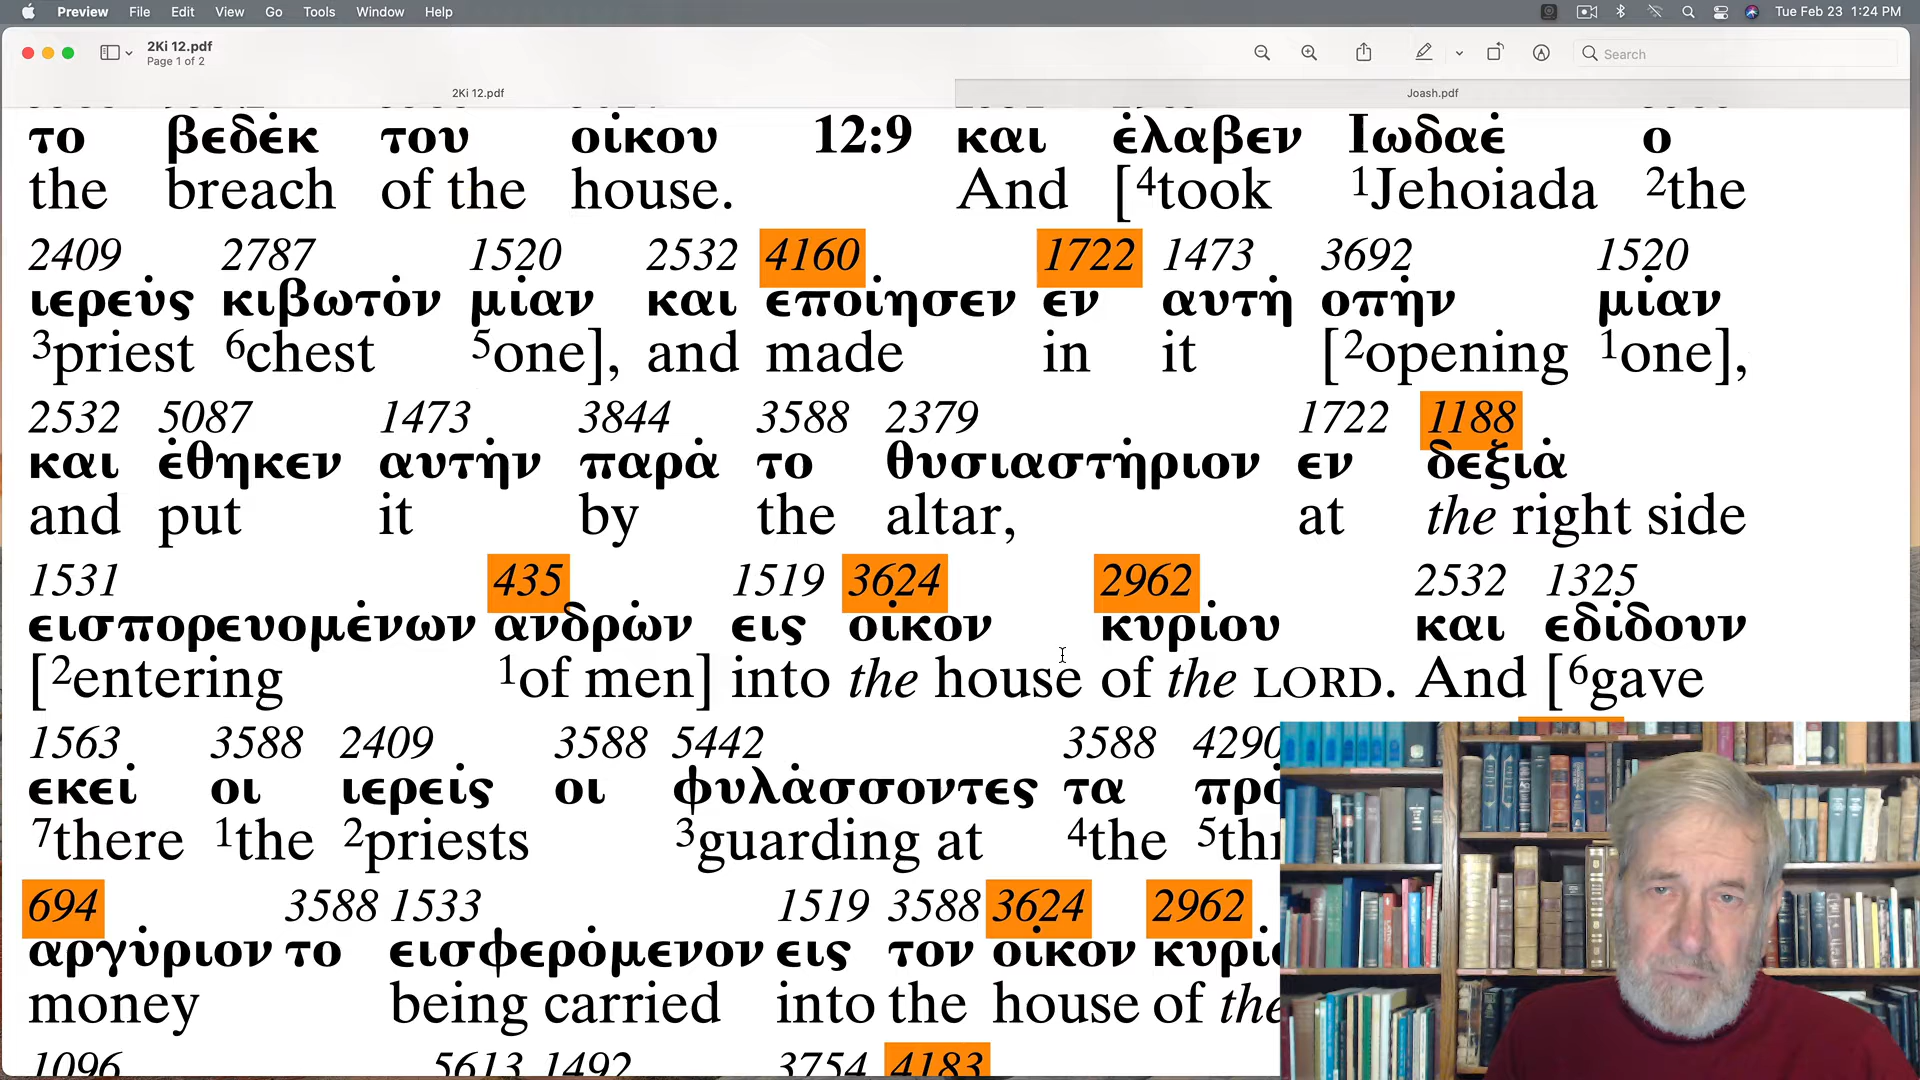 Preview File Edit View Go Tools Window Help Tue Feb 23 1:24 PM
2Ki 12.pdf
Page 1 of 2
Search
2Ki 12.pdf Joash.pdf
το βεδέκ του οίκου 12:9 και έλαβεν Ιωδαέ ο
the breach of the house. And [4took 1Jehoiada 2the
2409 2787 1520 2532 4160 1722 1473 3692 1520
ιερεύς κιβωτόν μίαν και εποίησεν εν αυτή οπήν μίαν
3priest 6chest 5one], and made in it [2opening 1one],
2532 5087 1473 3844 3588 2379 1722 1188
και έθηκεν αυτήν παρά το θυσιαστήριον εν δεξιά
and put it by the altar, at the right side
1531 435 1519 3624 2962 2532 1325
εισπορευομένων ανδρών εις οίκον κυρίου και εδίδουν
[2entering 1of men] into the house of the LORD. And [6gave
1563 3588 2409 3588 5442 3588 4290
εκεί οι ιερείς οι φυλάσσοντες τα πρό
7there 1the 2priests 3guarding at 4the 5th
694 3588 1533 1519 3588 3624 2962
αργύριον το εισφερόμενον εις τον οίκον κυρί
money being carried into the house of the
1096 5613 1492 3754 4183